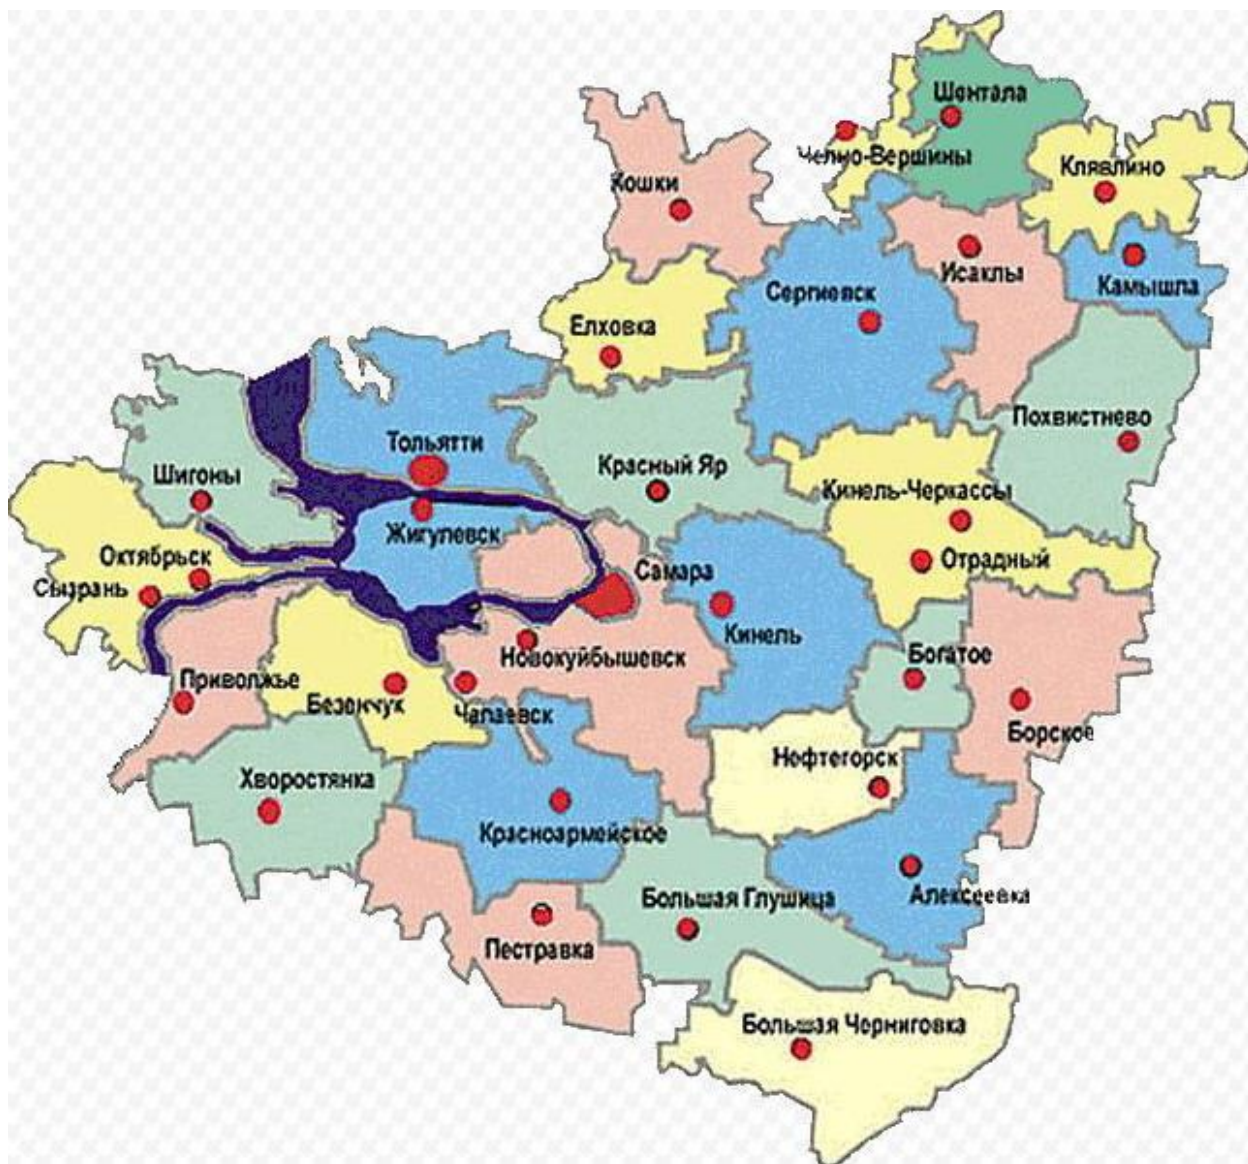 Шентала
Челно-Вершины
Клявлино
Кошки
Исаклы
Камышла
Сергиевск
Елховка
Похвистнево
Тольятти
Красный Яр
Шигоны
Кинель-Черкассы
Жигулевск
Октябрьск
Отрадный
Самара
Сызрань
Кинель
Новокуйбышевск
Богатое
Приволжье
Безенчук
Чапаевск
Борское
Нефтегорск
Хворостянка
Красноармейское
Большая Глушица
Алексеевка
Пестравка
Большая Черниговка